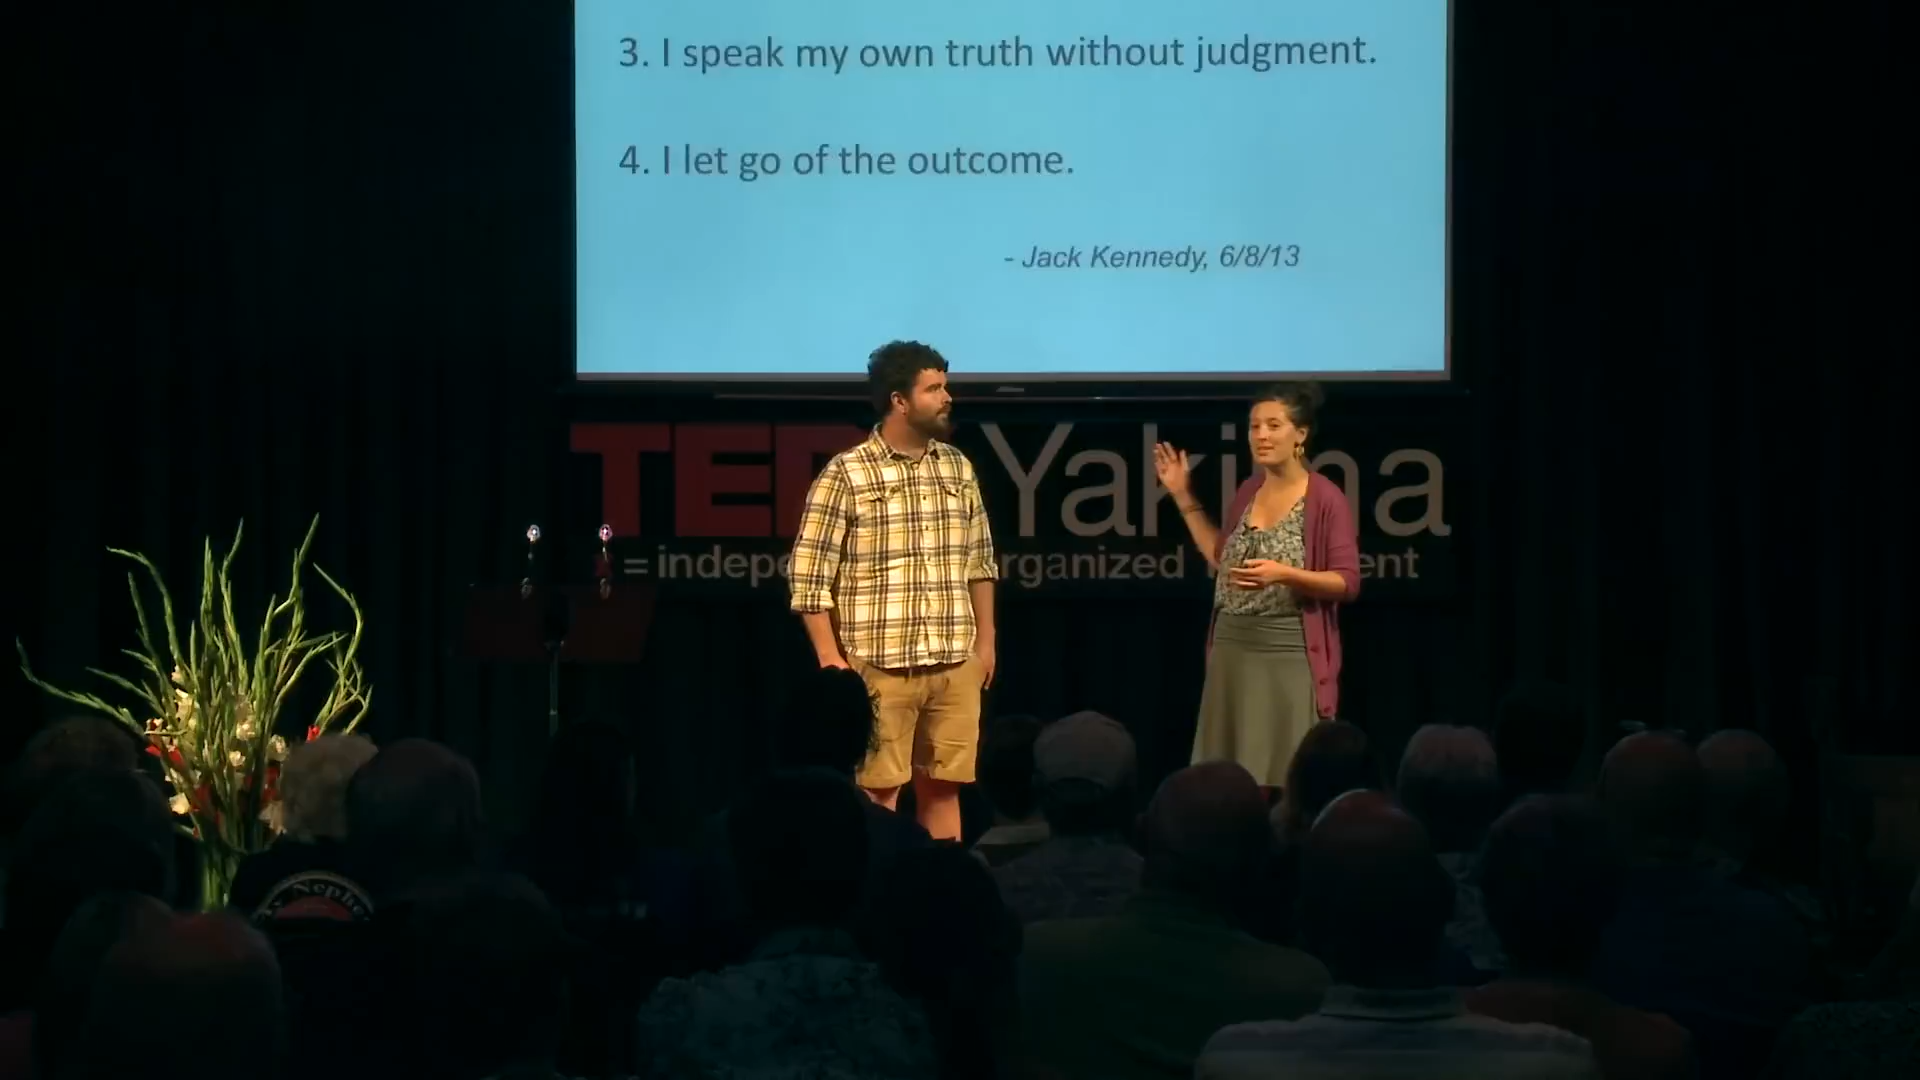 3. I speak my own truth without judgment.
4. I let go of the outcome.
- Jack Kennedy, 6/8/13
TED Yakima
= indepe rganized ent